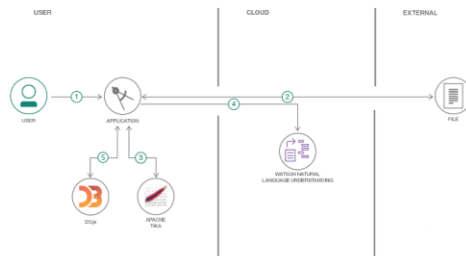 USER
CLOUD
EXTERNAL
1
2
4
USER
APPLICATION
FILE
5
3
WATSON NATURAL
LANGUAGE UNDERSTANDING
D3js
APACHE
TIKA